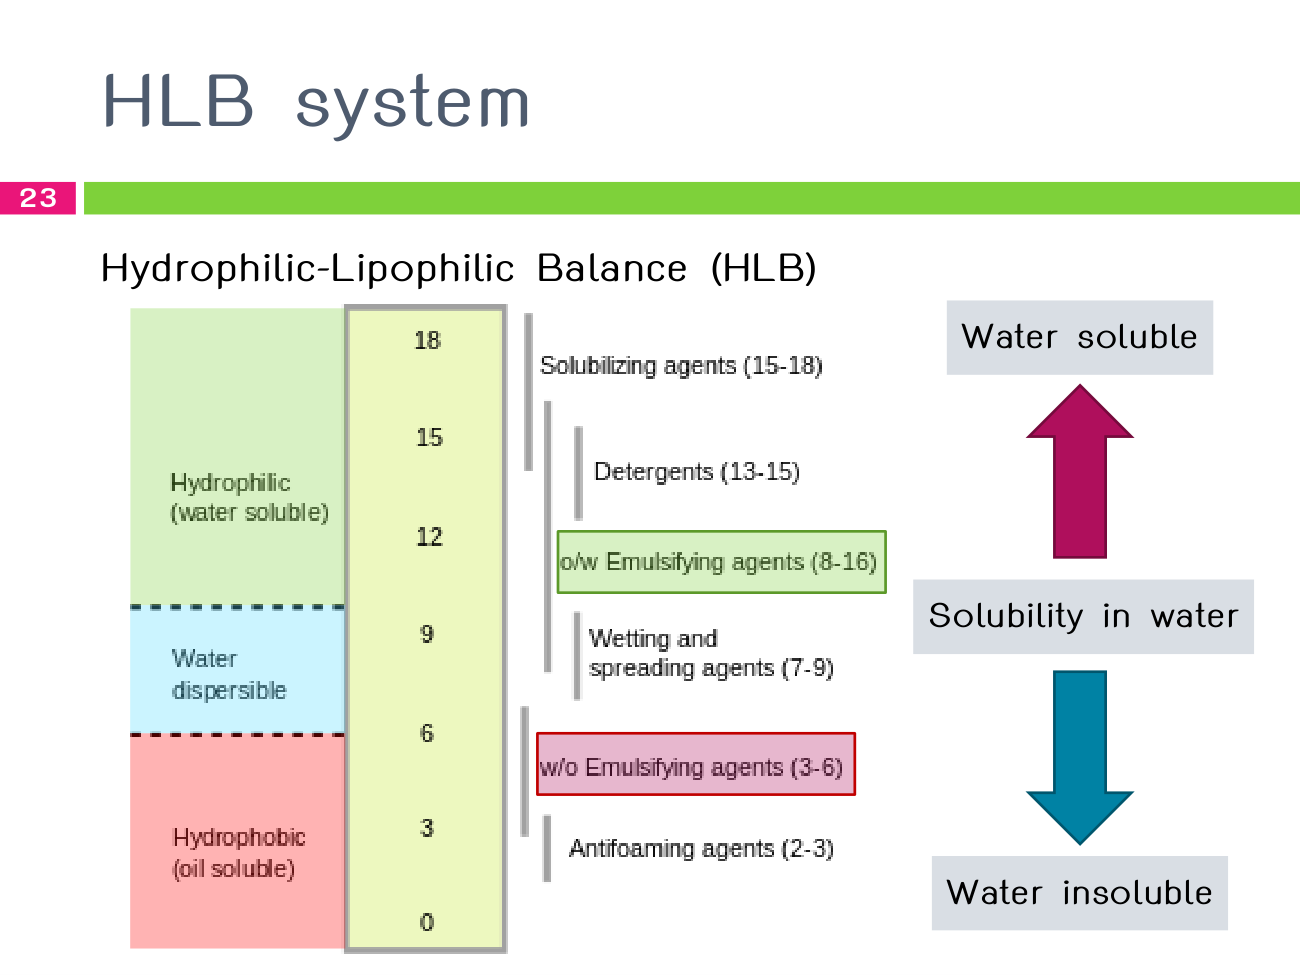 HLB system
23
Hydrophilic-Lipophilic Balance (HLB)
18
15
12
9
6
3
0
Hydrophilic
(water soluble)
Water
dispersible
Hydrophobic
(oil soluble)
Solubilizing agents (15-18)
Detergents (13-15)
o/w Emulsifying agents (8-16)
Wetting and
spreading agents (7-9)
w/o Emulsifying agents (3-6)
Antifoaming agents (2-3)
Water soluble
Solubility in water
Water insoluble